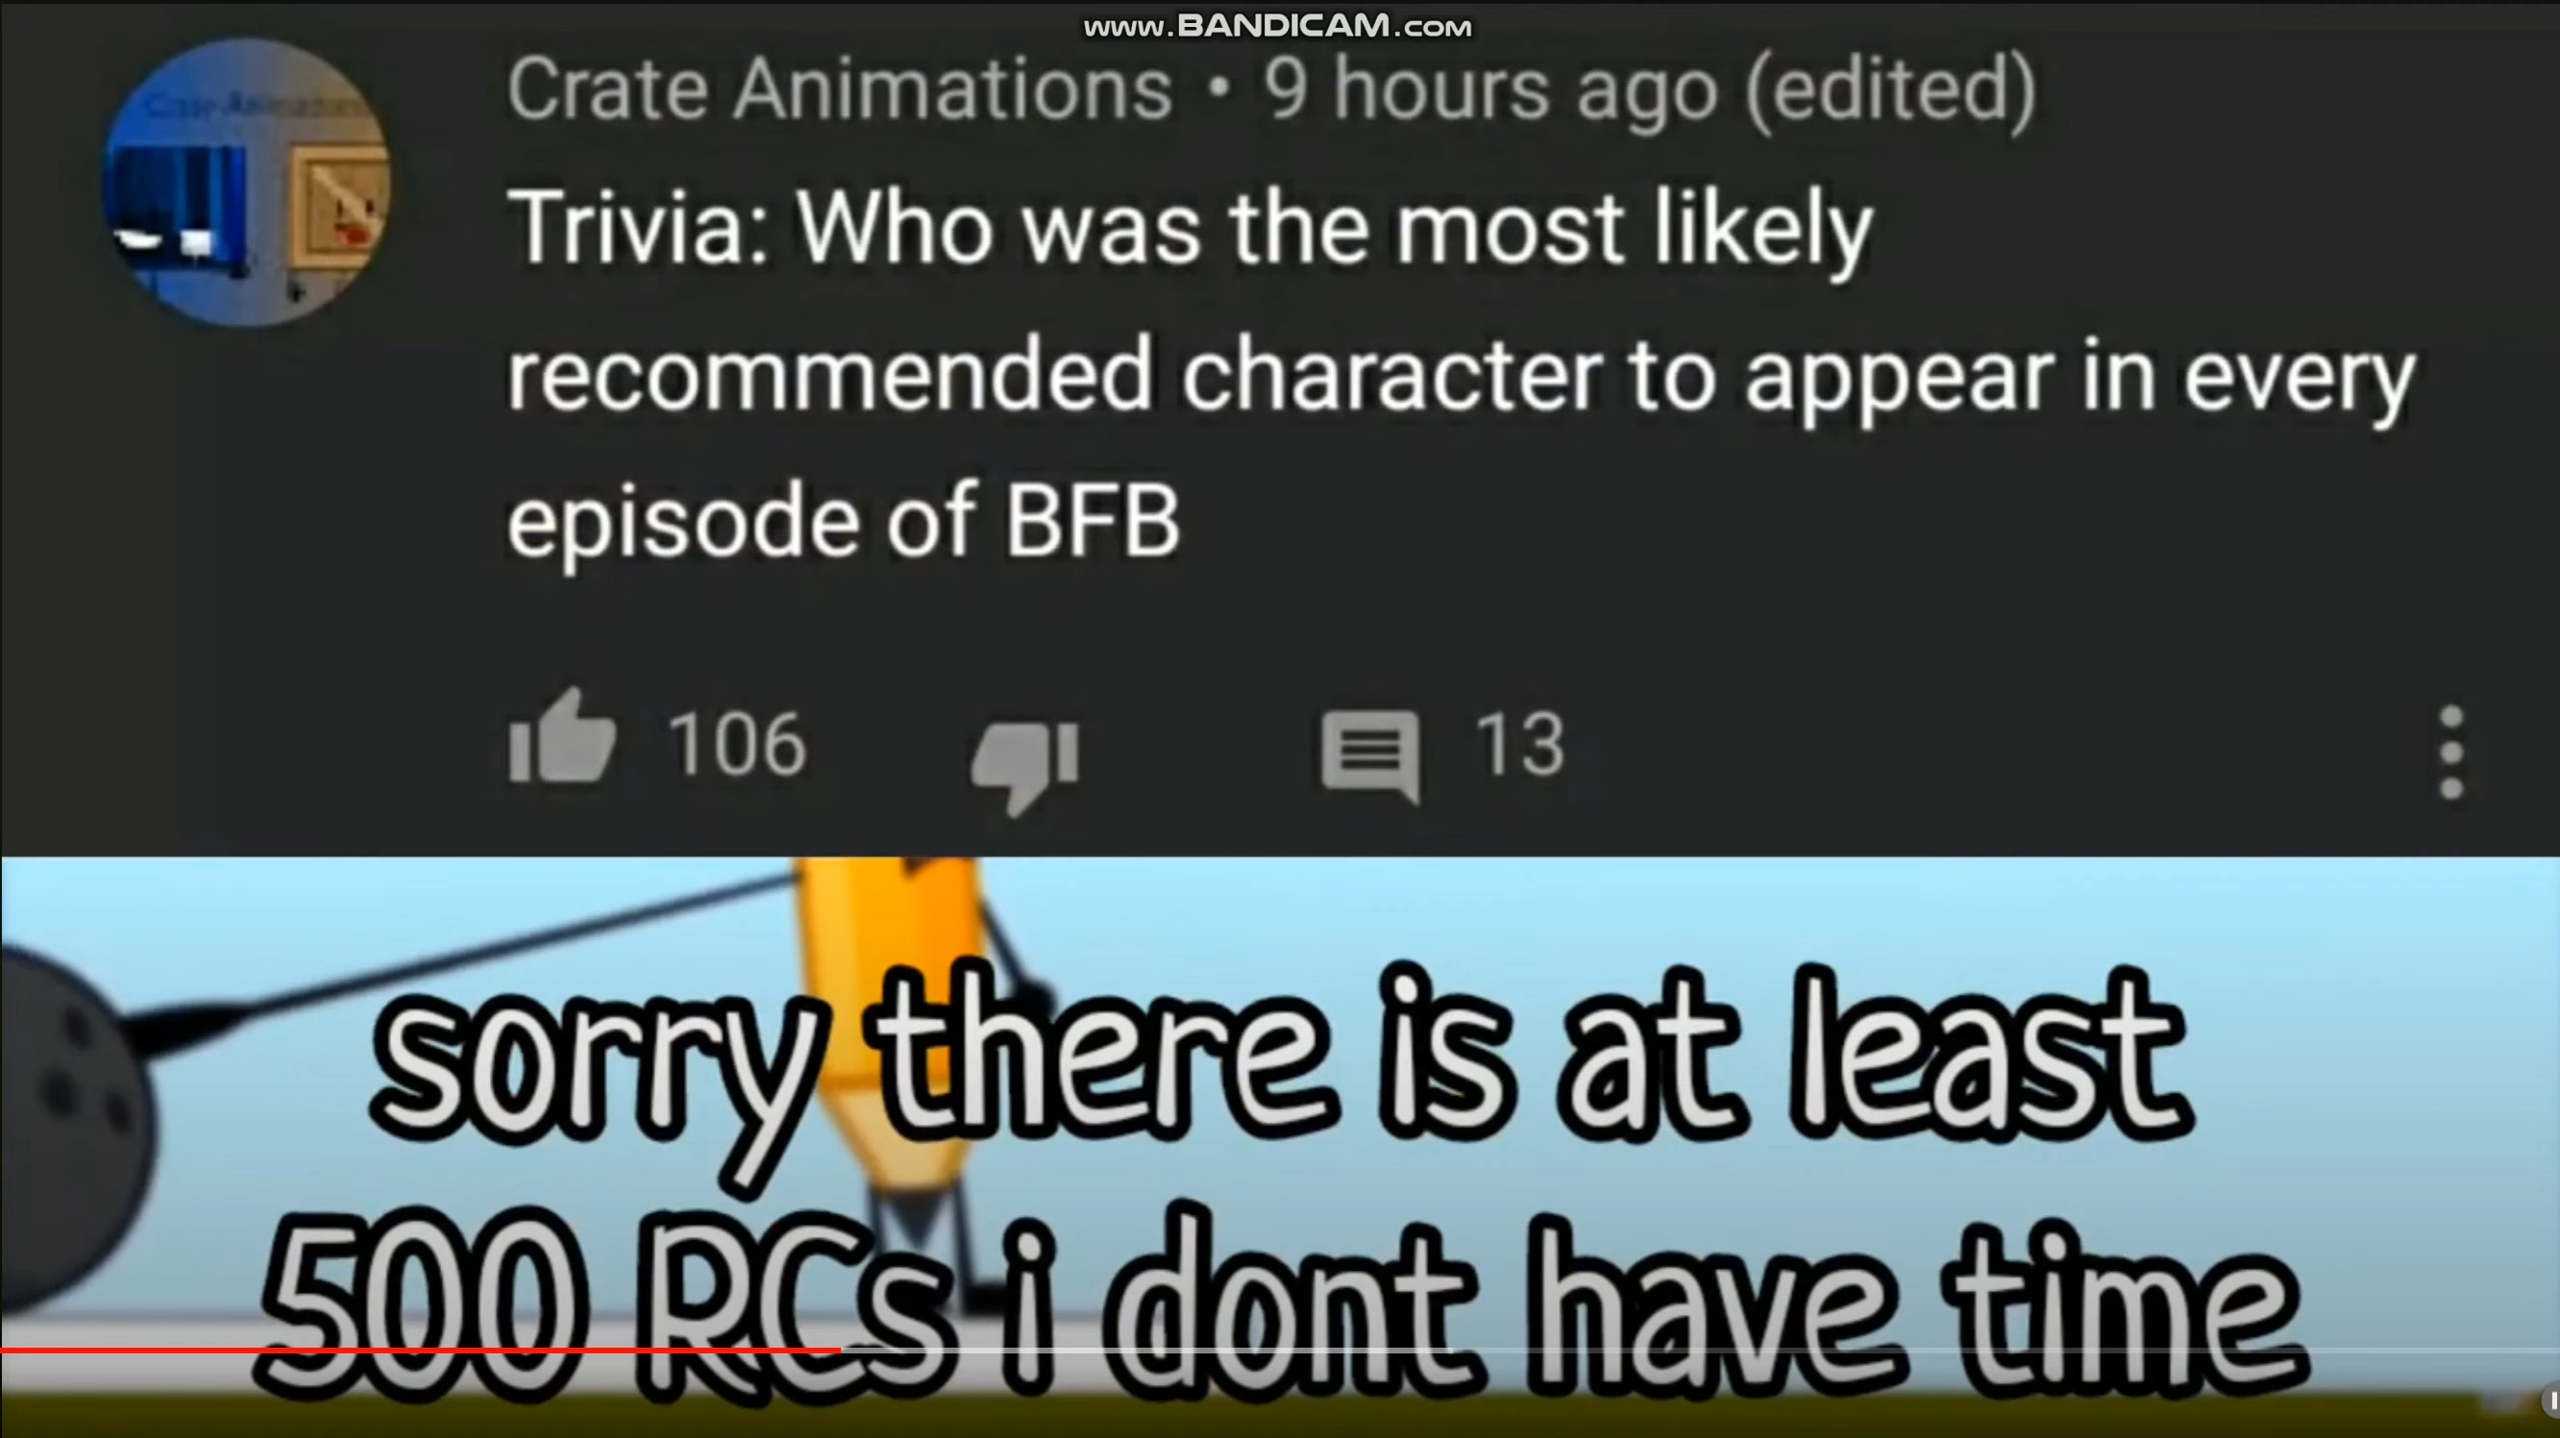 www.BANDICAM.COM
Crate Animations • 9 hours ago (edited)
Trivia: Who was the most likely
recommended character to appear in every
episode of BFB
106 13
sorry there is at least
500 RCs i dont have time